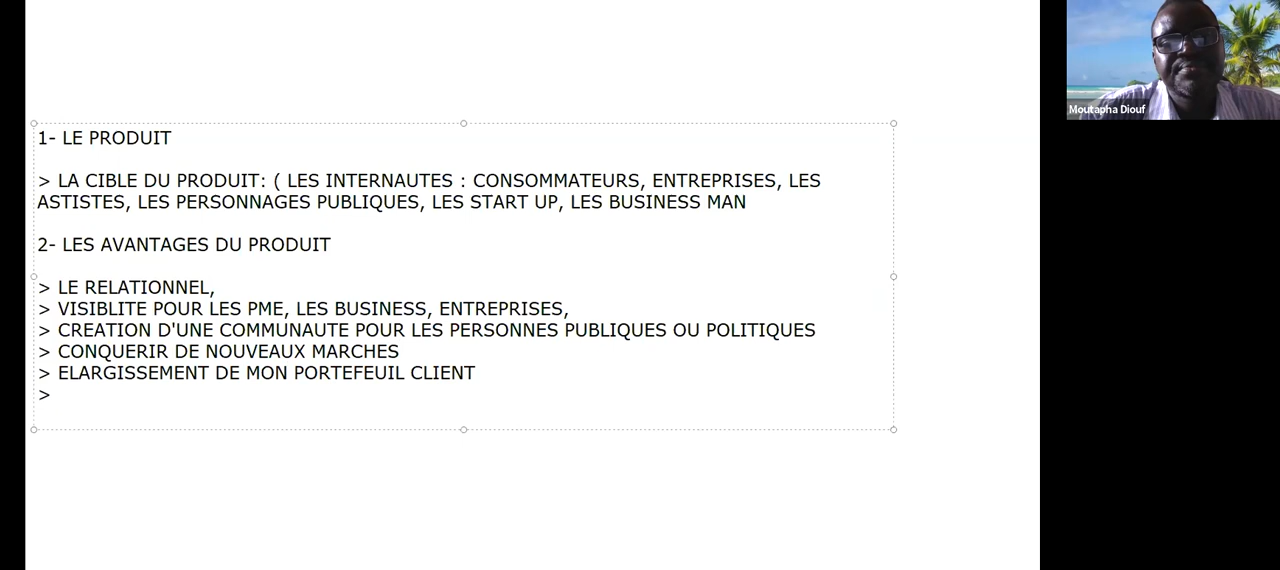 1- LE PRODUIT
> LA CIBLE DU PRODUIT: ( LES INTERNAUTES : CONSOMMATEURS, ENTREPRISES, LES
ASTISTES, LES PERSONNAGES PUBLIQUES, LES START UP, LES BUSINESS MAN
2- LES AVANTAGES DU PRODUIT
> LE RELATIONNEL,
> VISIBLITE POUR LES PME, LES BUSINESS, ENTREPRISES,
> CREATION D'UNE COMMUNAUTE POUR LES PERSONNES PUBLIQUES OU POLITIQUES
> CONQUERIR DE NOUVEAUX MARCHES
> ELARGISSEMENT DE MON PORTEFEUIL CLIENT
>
Moutapha Diouf